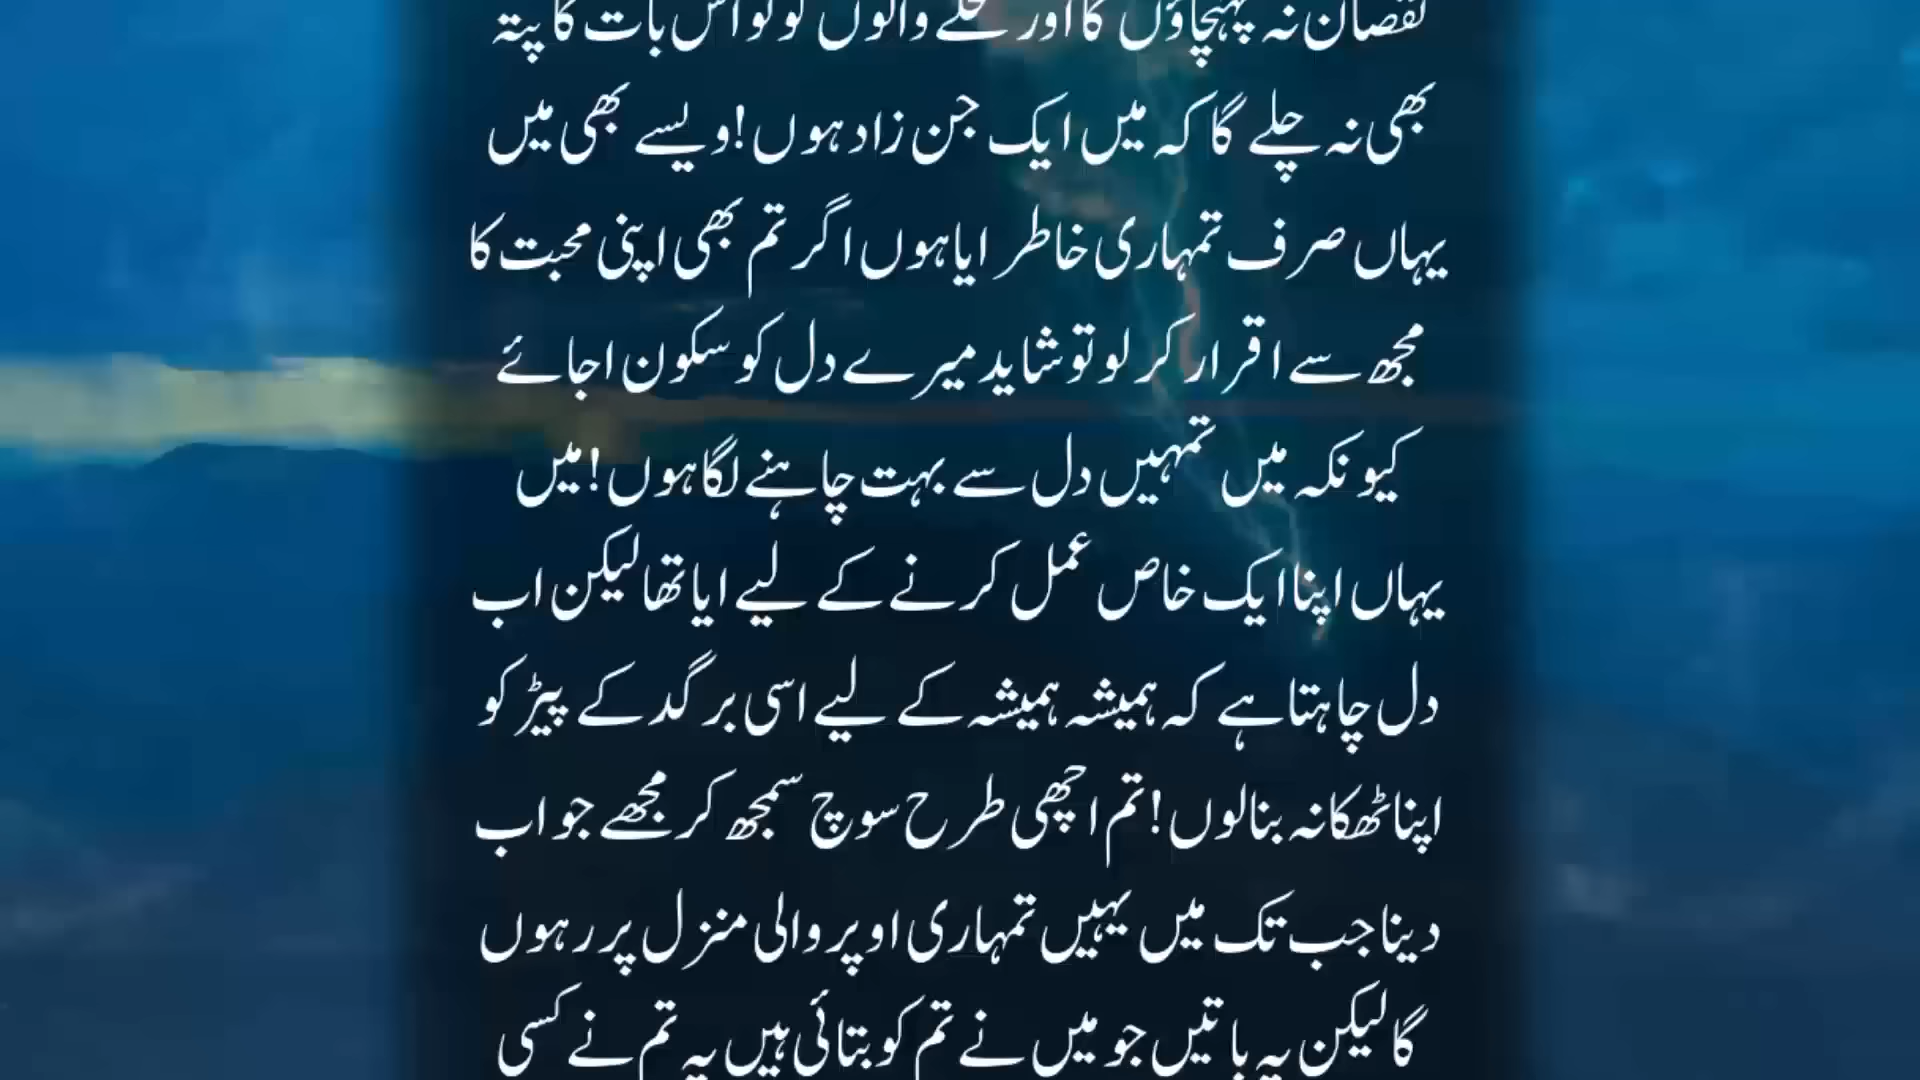 نقصان نہ پہنچاؤں گا اور محلے والوں کو تو اس بات کا پتہ
بھی نہ چلے گا کہ میں ایک جن زاد ہوں!ویسے بھی میں
یہاں صرف تمہاری خاطر ایا ہوں اگر تم بھی اپنی محبت کا
مجھ سے اقرار کر لو تو شاید میرے دل کو سکون اجائے
کیونکہ میں تمہیں دل سے بہت چاہنے لگا ہوں!میں
یہاں اپنا ایک خاص عمل کرنے کے لیے ایا تھا لیکن اب
دل چاہتا ہے کہ ہمیشہ ہمیشہ کے لیے اسی برگد کے پیڑ کو
اپنا ٹھکانہ بنا لوں!تم اچھی طرح سوچ سمجھ کر مجھے جواب
دینا جب تک میں یہیں تمہاری اوپر والی منزل پر رہوں
گا لیکن یہ باتیں جو میں نے تم کو بتائی ہیں یہ تم نے کسی